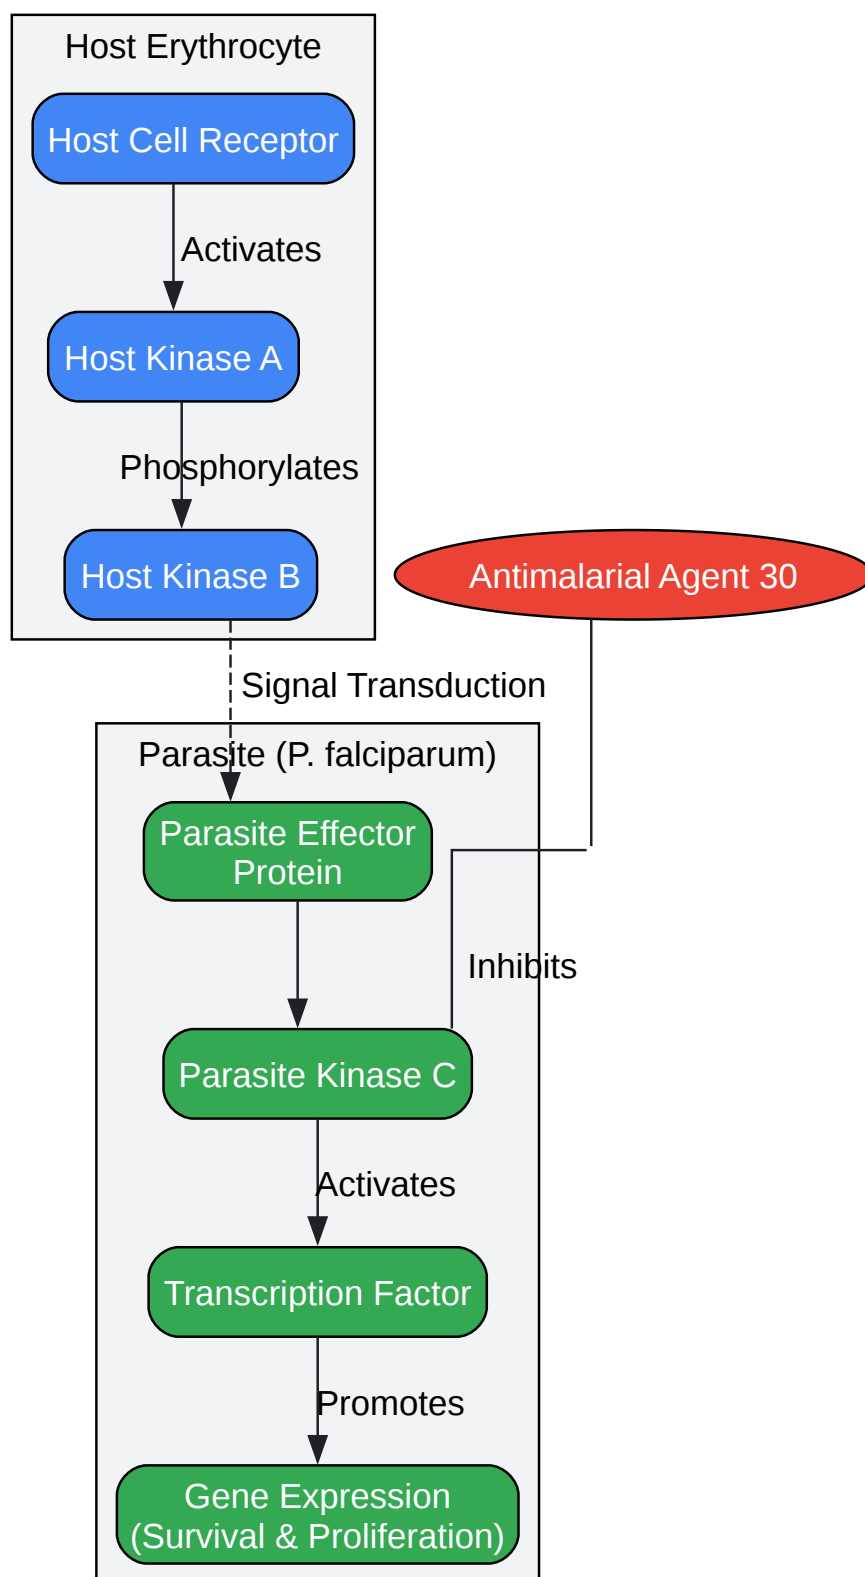 Host Erythrocyte
Host Cell Receptor
Activates
Host Kinase A
Phosphorylates
Host Kinase B
Antimalarial Agent 30
Signal Transduction
Parasite (P. falciparum)
Parasite Effector
Protein
Inhibits
Parasite Kinase C
Activates
Transcription Factor
Promotes
Gene Expression
(Survival & Proliferation)